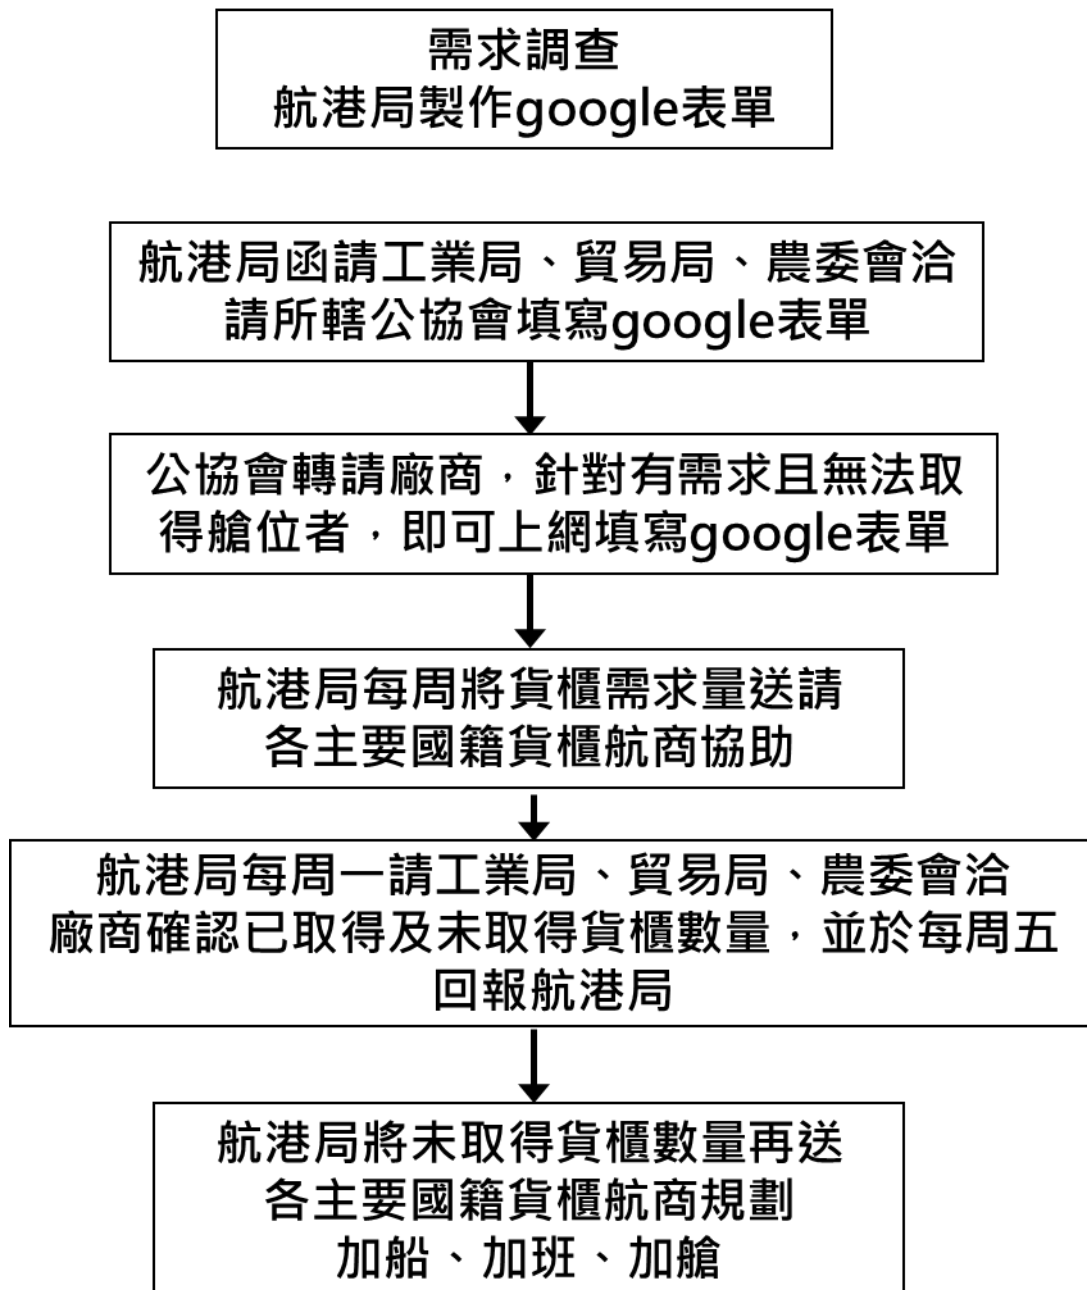 需求調查
航港局製作google表單
航港局函請工業局、貿易局、農委會洽
請所轄公協會填寫google表單
公協會轉請廠商，針對有需求且無法取
得艙位者，即可上網填寫google表單
航港局每周將貨櫃需求量送請
各主要國籍貨櫃航商協助
航港局每周一請工業局、貿易局、農委會洽
廠商確認已取得及未取得貨櫃數量，並於每周五
回報航港局
航港局將未取得貨櫃數量再送
各主要國籍貨櫃航商規劃
加船、加班、加艙